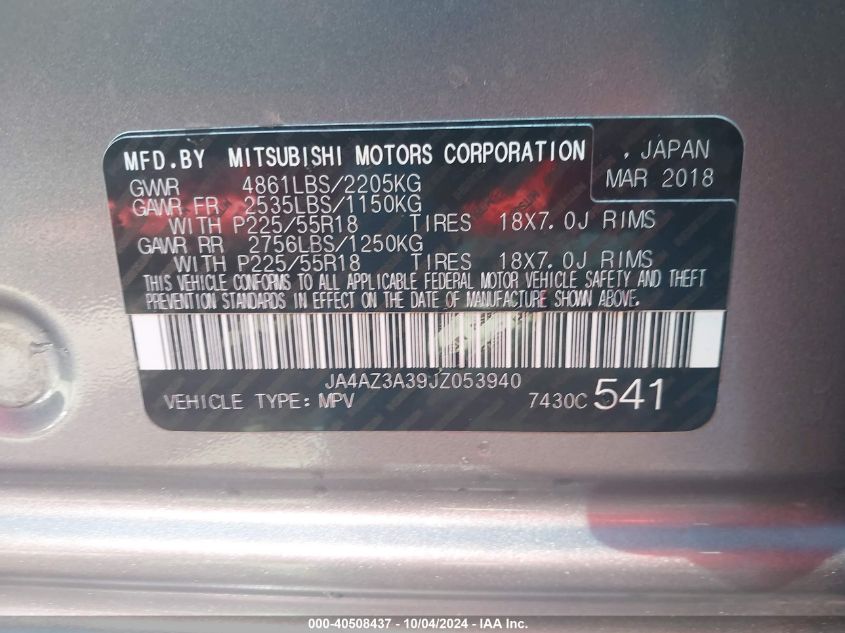 MFD.BY MITSUBISHI MOTORS CORPORATION , JAPAN
MAR 2018
GVWR 4861LBS/2205KG
GAWR FR 2535LBS/1150KG
WITH P225/55R18 TIRES 18X7.0J RIMS
GAWR RR 2756LBS/1250KG
WITH P225/55R18 TIRES 18X7.0J RIMS
THIS VEHICLE CONFORMS TO ALL APPLICABLE FEDERAL MOTOR VEHICLE SAFETY AND THEFT
PREVENTION STANDARDS IN EFFECT ON THE DATE OF MANUFACTURE SHOWN ABOVE.
JA4AZ3A39JZ053940
VEHICLE TYPE: MPV 7430C 541
000-40508437 - 10/04/2024 - IAA Inc.